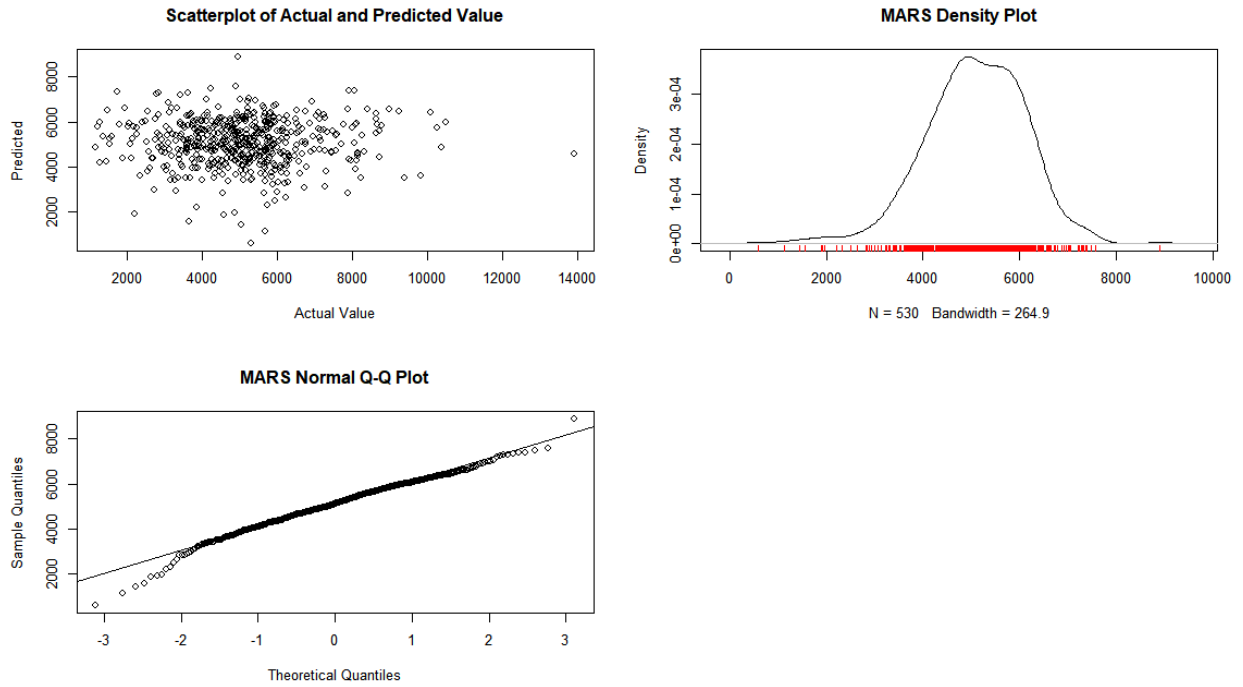 Scatterplot of Actual and Predicted Value
Predicted
8000
6000
4000
2000
2000 4000 6000 8000 10000 12000 14000
Actual Value
MARS Density Plot
Density
3e-04
2e-04
1e-04
0e+00
0 2000 4000 6000 8000 10000
N = 530 Bandwidth = 264.9
MARS Normal Q-Q Plot
Sample Quantiles
8000
6000
4000
2000
-3 -2 -1 0 1 2 3
Theoretical Quantiles